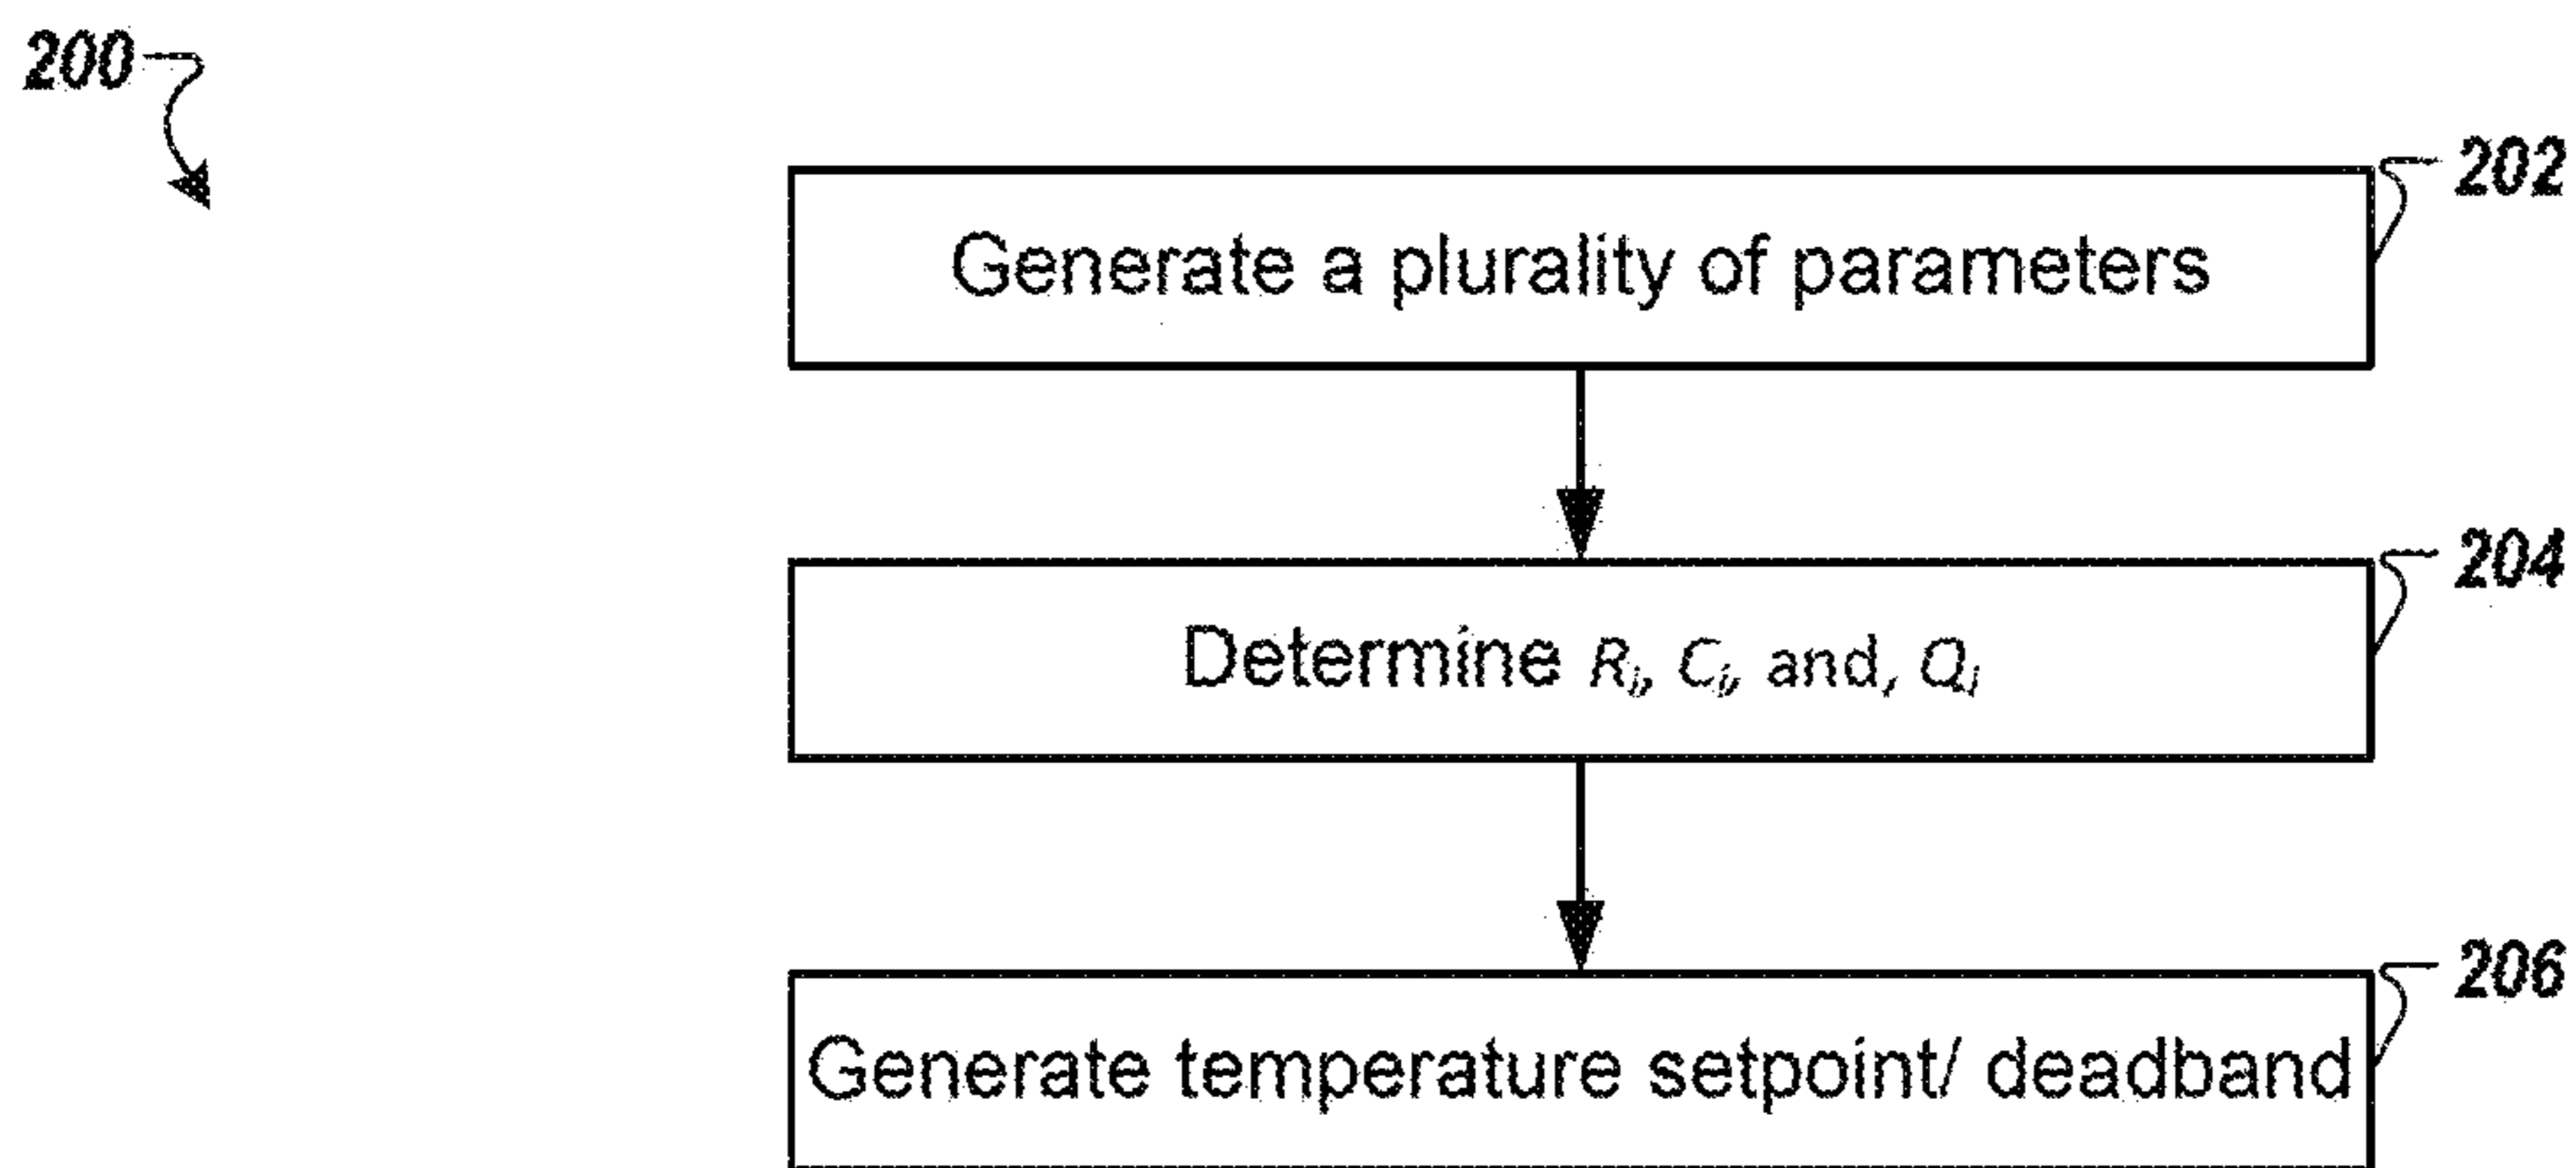 200
202
Generate a plurality of parameters
204
Determine Rᵢ, Cᵢ, and, Qᵢ
206
Generate temperature setpoint/ deadband